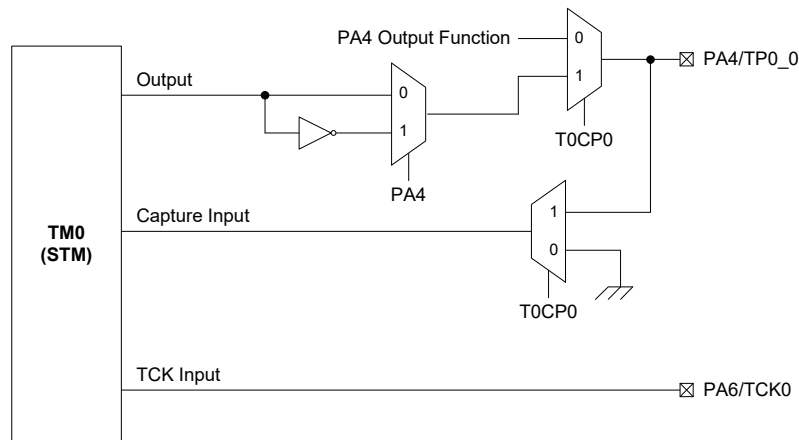 PA4 Output Function
0
PA4/TP0_0
Output
0
1
1
T0CP0
PA4
Capture Input
1
TM0
(STM)
0
T0CP0
TCK Input
PA6/TCK0